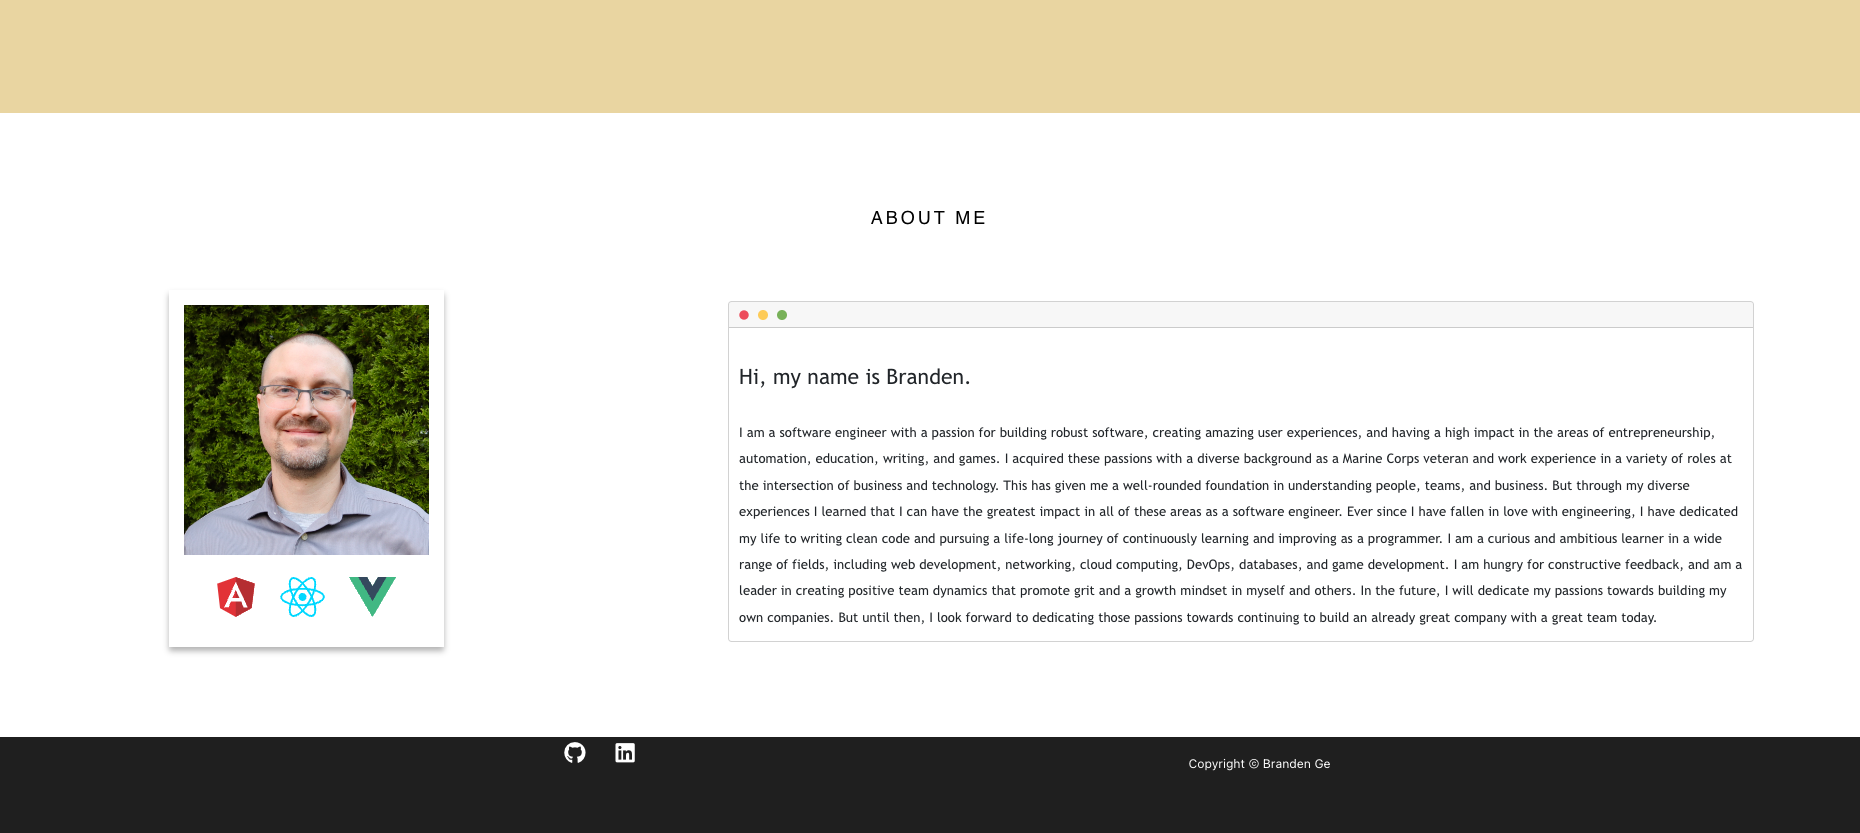 ABOUT ME
Hi, my name is Branden.
I am a software engineer with a passion for building robust software, creating amazing user experiences, and having a high impact in the areas of entrepreneurship,
automation, education, writing, and games. I acquired these passions with a diverse background as a Marine Corps veteran and work experience in a variety of roles at
the intersection of business and technology. This has given me a well-rounded foundation in understanding people, teams, and business. But through my diverse
experiences I learned that I can have the greatest impact in all of these areas as a software engineer. Ever since I have fallen in love with engineering, I have dedicated
my life to writing clean code and pursuing a life-long journey of continuously learning and improving as a programmer. I am a curious and ambitious learner in a wide
range of fields, including web development, networking, cloud computing, DevOps, databases, and game development. I am hungry for constructive feedback, and am a
leader in creating positive team dynamics that promote grit and a growth mindset in myself and others. In the future, I will dedicate my passions towards building my
own companies. But until then, I look forward to dedicating those passions towards continuing to build an already great company with a great team today.
Copyright © Branden Ge